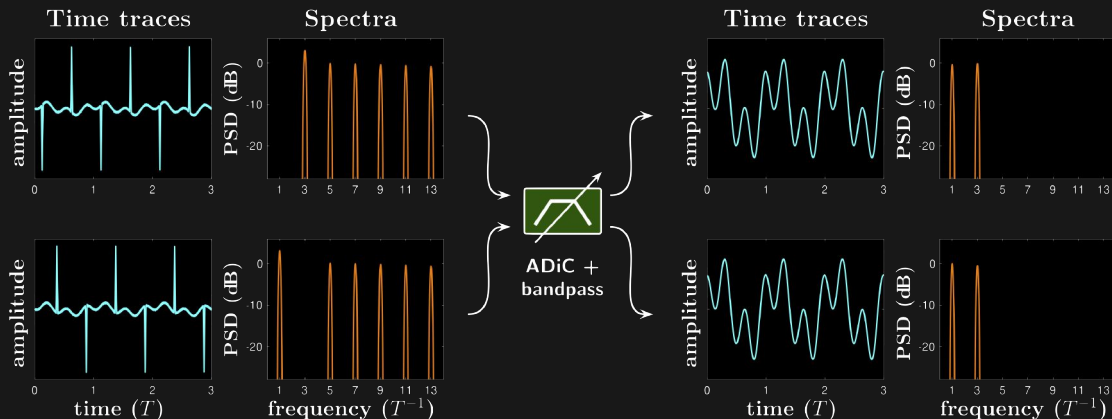 Time traces
Spectra
Time traces
Spectra
amplitude
PSD (dB)
0
-10
-20
0 1 2 3
1 3 5 7 9 11 13
amplitude
PSD (dB)
0
-10
-20
0 1 2 3
1 3 5 7 9 11 13
ADiC +
bandpass
amplitude
PSD (dB)
0
-10
-20
0 1 2 3
1 3 5 7 9 11 13
time (T)
frequency (T⁻¹)
amplitude
PSD (dB)
0
-10
-20
0 1 2 3
1 3 5 7 9 11 13
time (T)
frequency (T⁻¹)